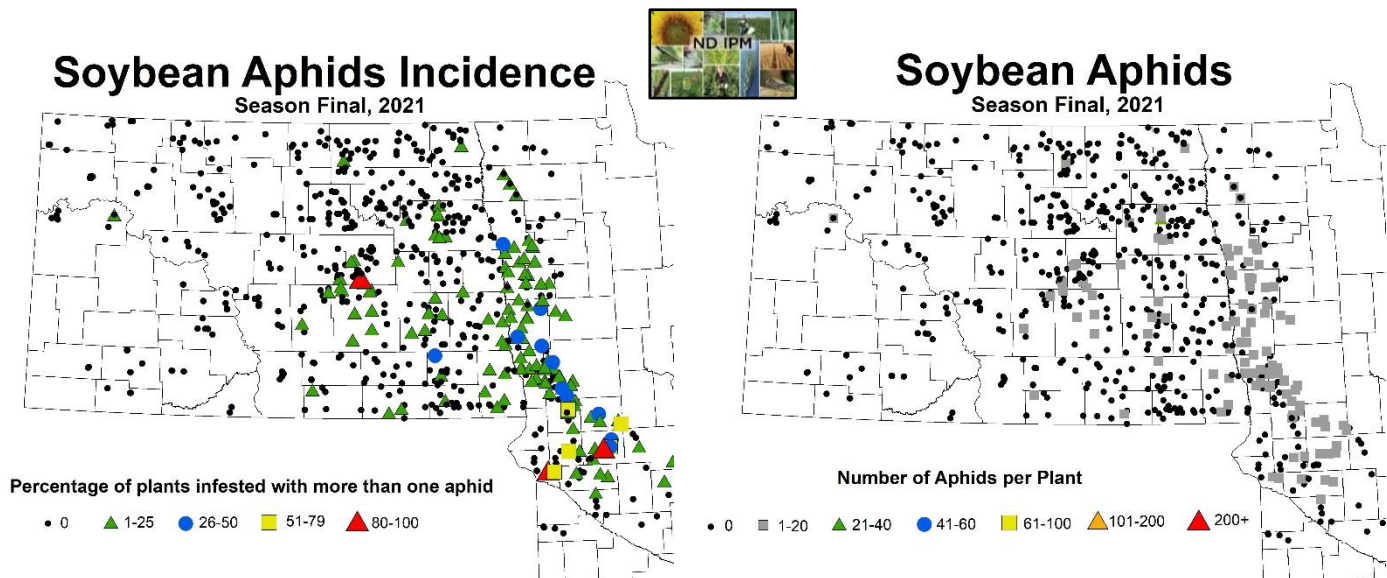 ND IPM
Soybean Aphids Incidence
Season Final, 2021
Percentage of plants infested with more than one aphid
0 1-25 26-50 51-79 80-100
Soybean Aphids
Season Final, 2021
Number of Aphids per Plant
0 1-20 21-40 41-60 61-100 101-200 200+